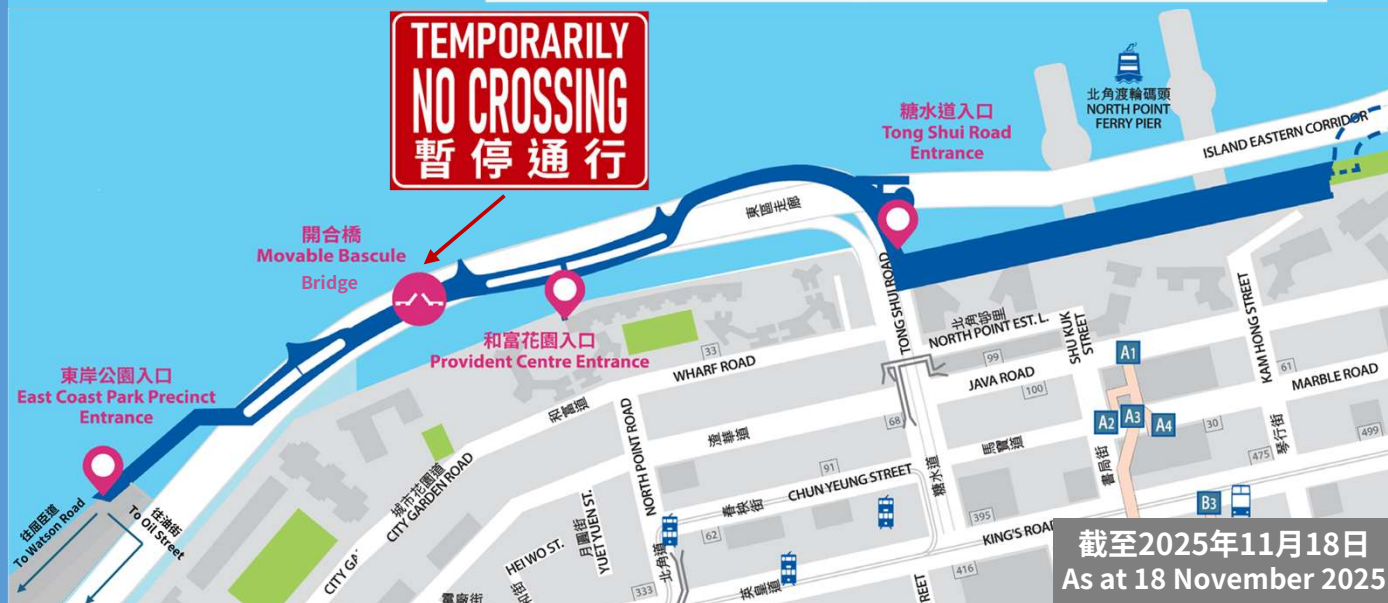 TEMPORARILY
NO CROSSING
暫停通行
北角渡輪碼頭
NORTH POINT
FERRY PIER
糖水道入口
Tong Shui Road
Entrance
ISLAND EASTERN CORRIDOR
東區走廊
開合橋
Movable Bascule
Bridge
和富花園入口
Provident Centre Entrance
東岸公園入口
East Coast Park Precinct
Entrance
往屈臣道
To Watson Road
往油街
To Oil Street
TONG SHUI ROAD
北角邨里
NORTH POINT EST. L.
SHU KUK
STREET
KAM HONG STREET
33
WHARF ROAD
和富道
99
JAVA ROAD
100
A1
A2
A3
A4
61
MARBLE ROAD
30
499
68
渣華道
馬寶道
書局街
琴行街
475
城市花園道
CITY GARDEN ROAD
NORTH POINT ROAD
91
CHUN YEUNG STREET
春秧街
糖水道
62
395
KING'S ROAD
B3
416
CITY GA
HEI WO ST.
月園街
YUET YUEN ST.
北角道
333
英皇道
REET
截至2025年11月18日
As at 18 November 2025